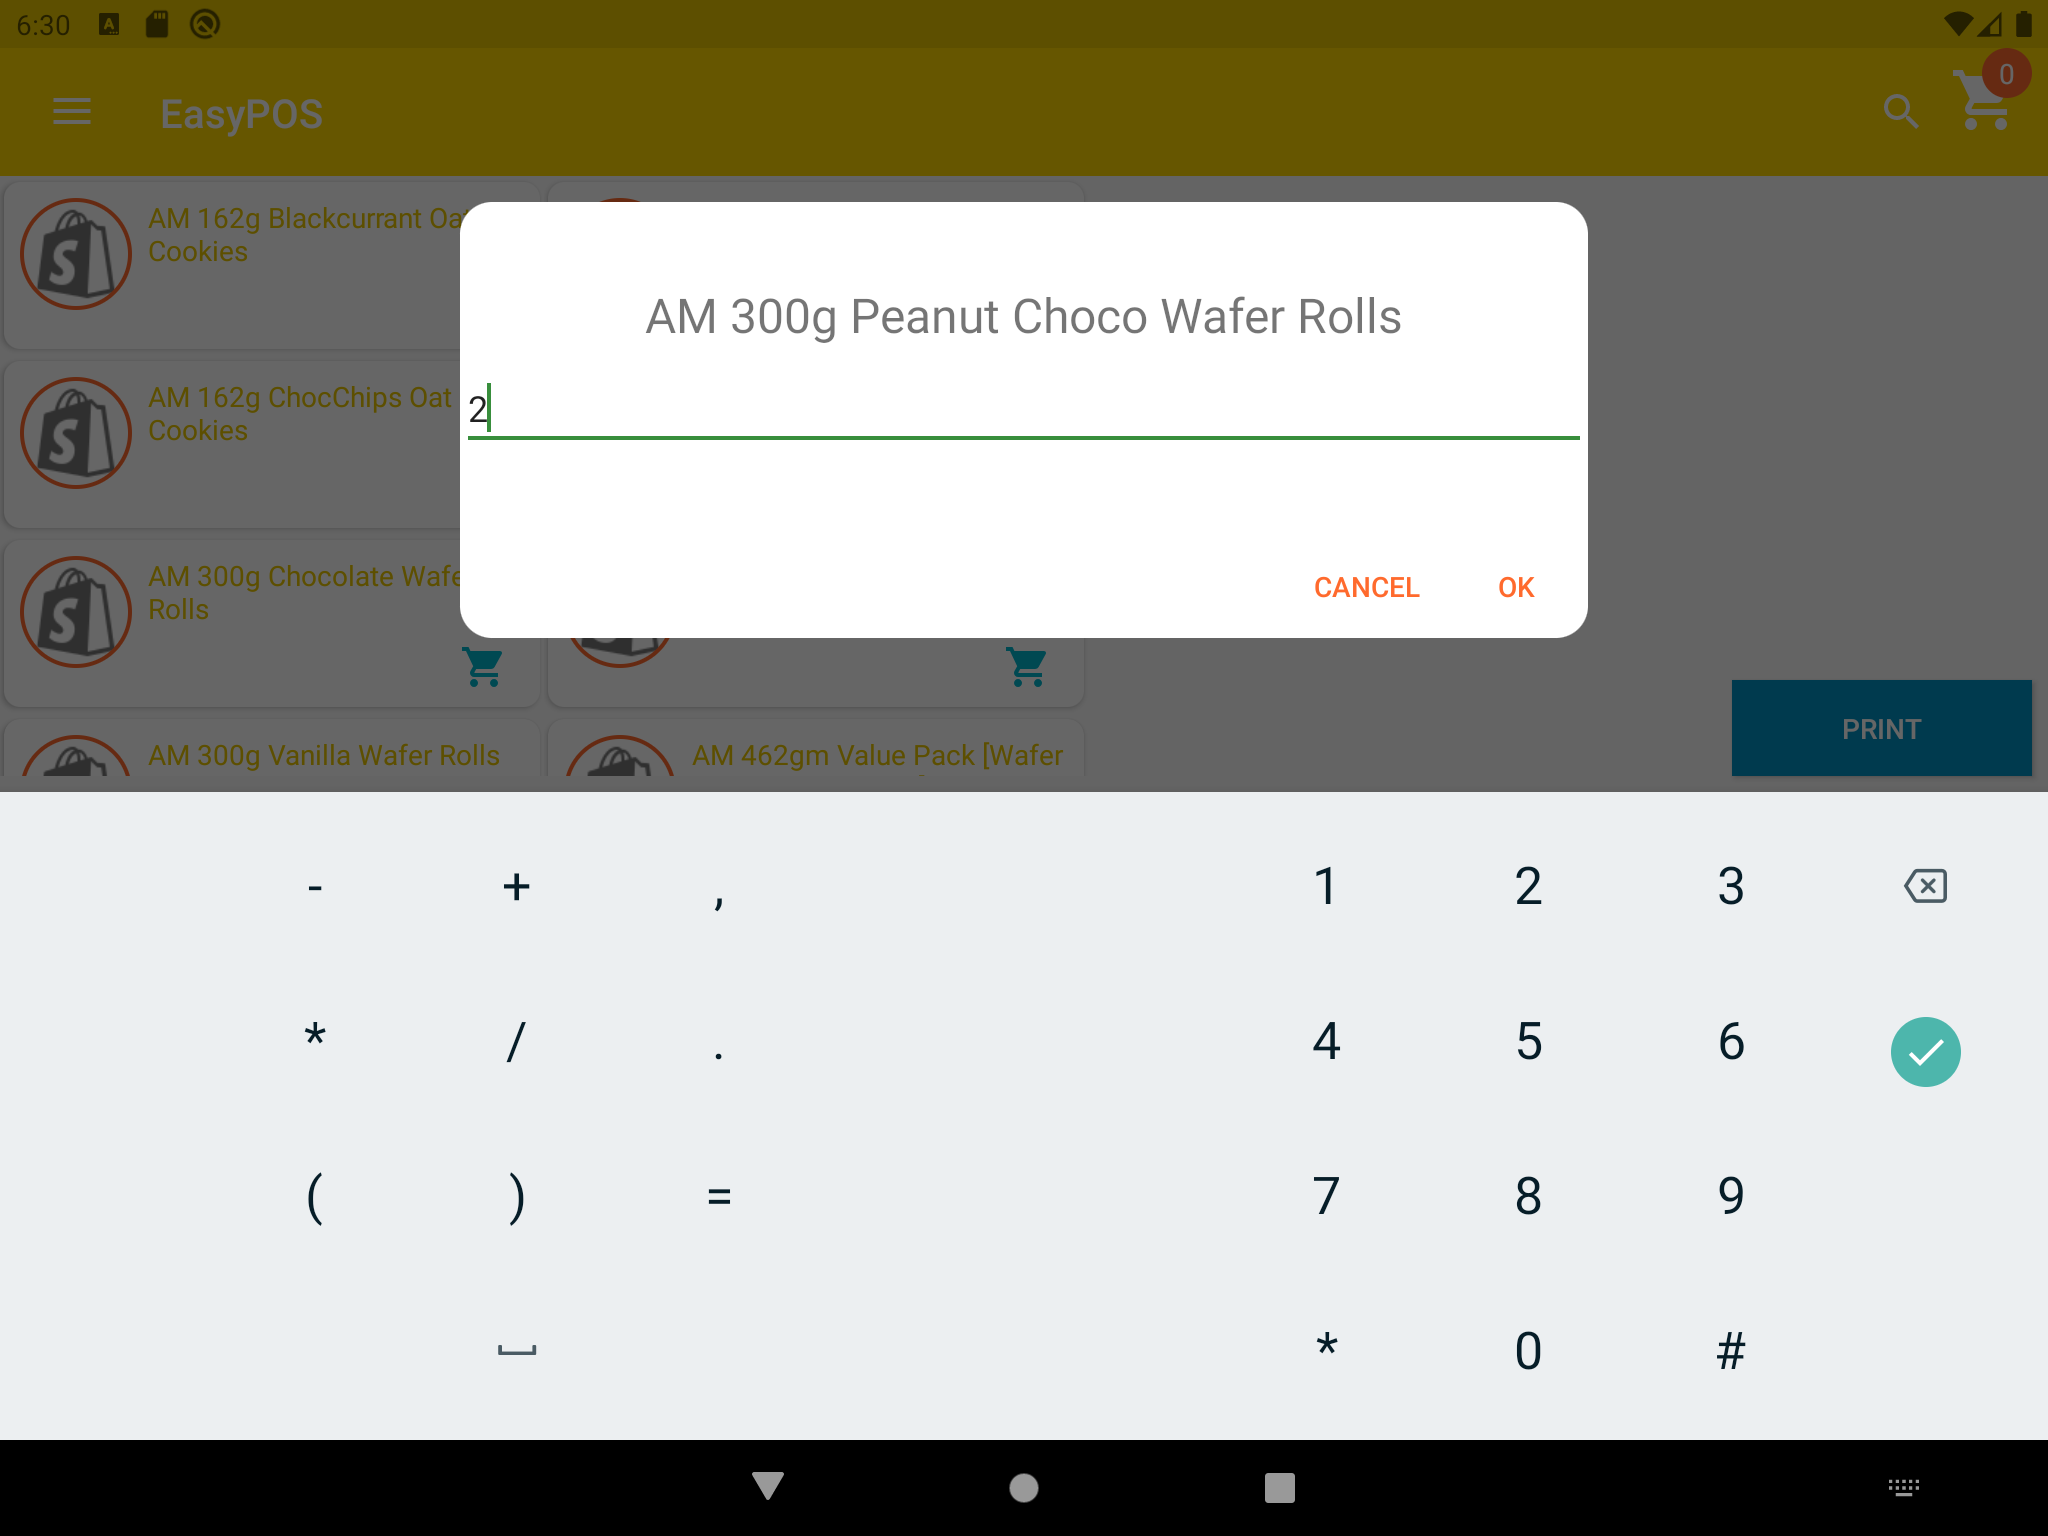 6:30
EasyPOS
0
AM 162g Blackcurrant Oat
Cookies
AM 162g ChocChips Oat
Cookies
AM 300g Chocolate Wafe
Rolls
AM 300g Vanilla Wafer Rolls
AM 462gm Value Pack [Wafer
AM 300g Peanut Choco Wafer Rolls
2
CANCEL
OK
PRINT
- + , 1 2 3
* / . 4 5 6
( ) = 7 8 9
* 0 #